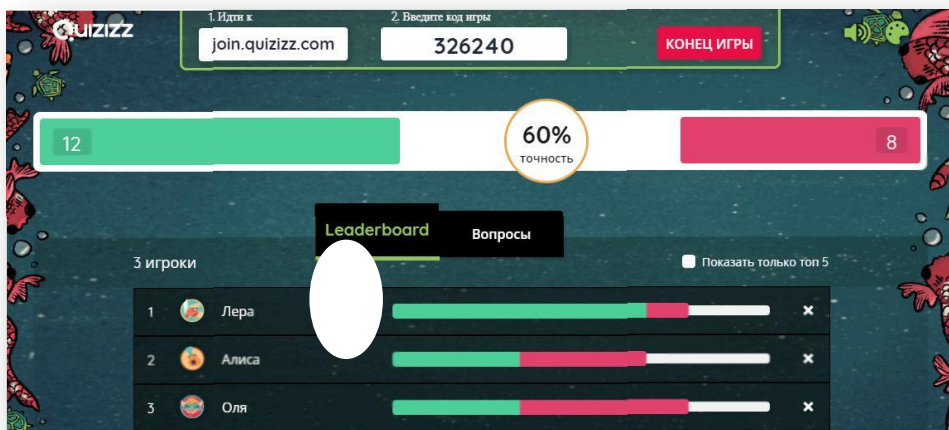 QUIZIZZ
1. Идти к
2. Введите код игры
join.quizizz.com
326240
КОНЕЦ ИГРЫ
12
60%
точность
8
Leaderboard
Вопросы
3 игроки
Показать только топ 5
1 Лера
2 Алиса
3 Оля